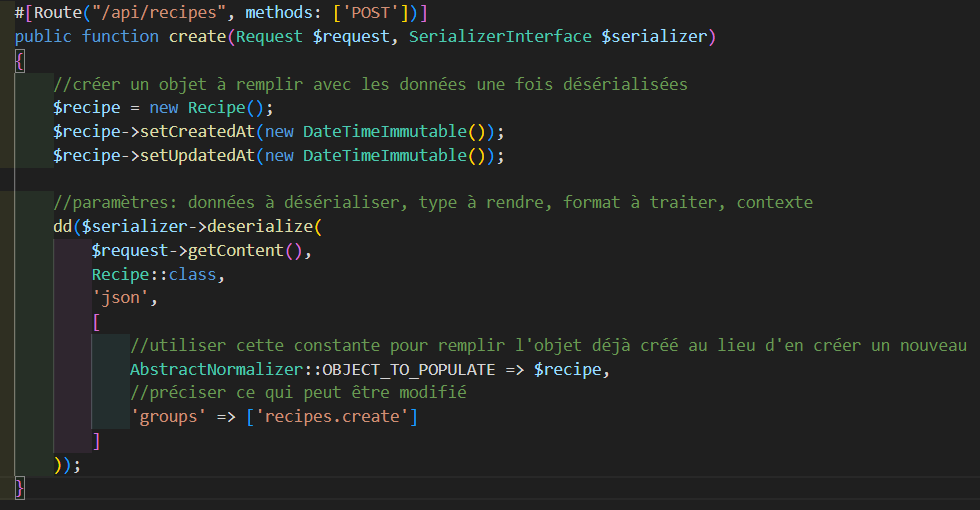 #[Route("/api/recipes", methods: ['POST'])]
public function create(Request $request, SerializerInterface $serializer)
{
    //créer un objet à remplir avec les données une fois désérialisées
    $recipe = new Recipe();
    $recipe->setCreatedAt(new DateTimeImmutable());
    $recipe->setUpdatedAt(new DateTimeImmutable());

    //paramètres: données à désérialiser, type à rendre, format à traiter, contexte
    dd($serializer->deserialize(
        $request->getContent(),
        Recipe::class,
        'json',
        [
            //utiliser cette constante pour remplir l'objet déjà créé au lieu d'en créer un nouveau
            AbstractNormalizer::OBJECT_TO_POPULATE => $recipe,
            //préciser ce qui peut être modifié
            'groups' => ['recipes.create']
        ]
    ));
}